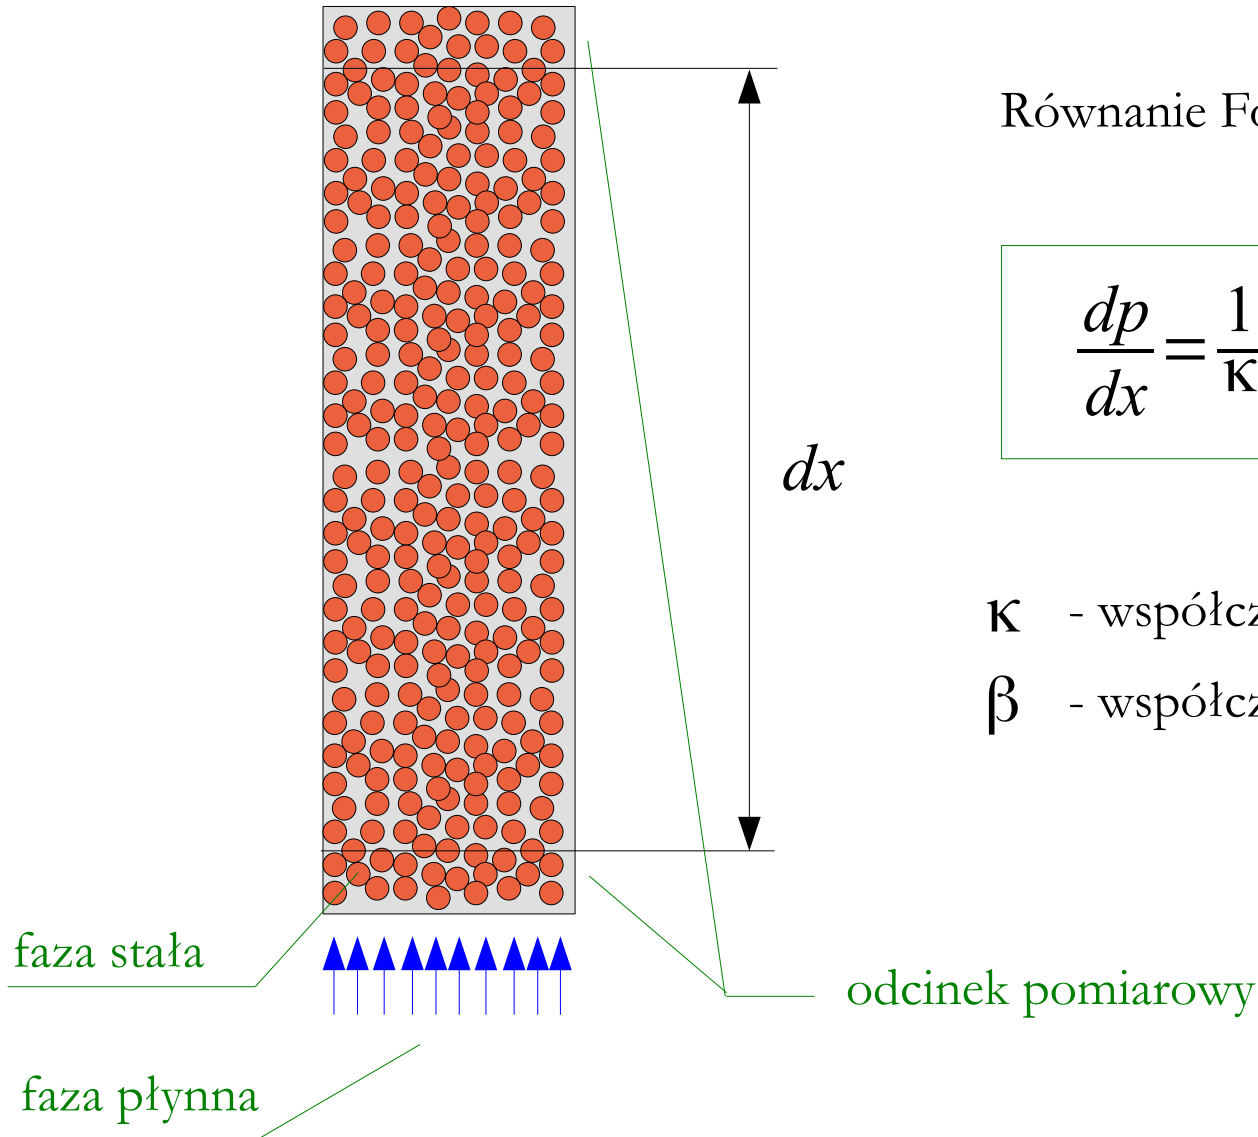 Równanie Fo
dp
dx
=
1
κ
dx
κ - współcz
β - współcz
faza stała
odcinek pomiarowy
faza płynna